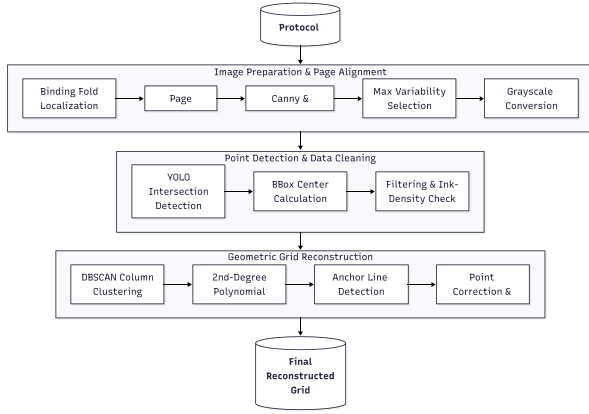 Protocol
Image Preparation & Page Alignment
Binding Fold
Localization
Page
Canny &
Max Variability
Selection
Grayscale
Conversion
Point Detection & Data Cleaning
YOLO
Intersection
Detection
BBox Center
Calculation
Filtering & Ink-
Density Check
Geometric Grid Reconstruction
DBSCAN Column
Clustering
2nd-Degree
Polynomial
Anchor Line
Detection
Point
Correction &
Final
Reconstructed
Grid